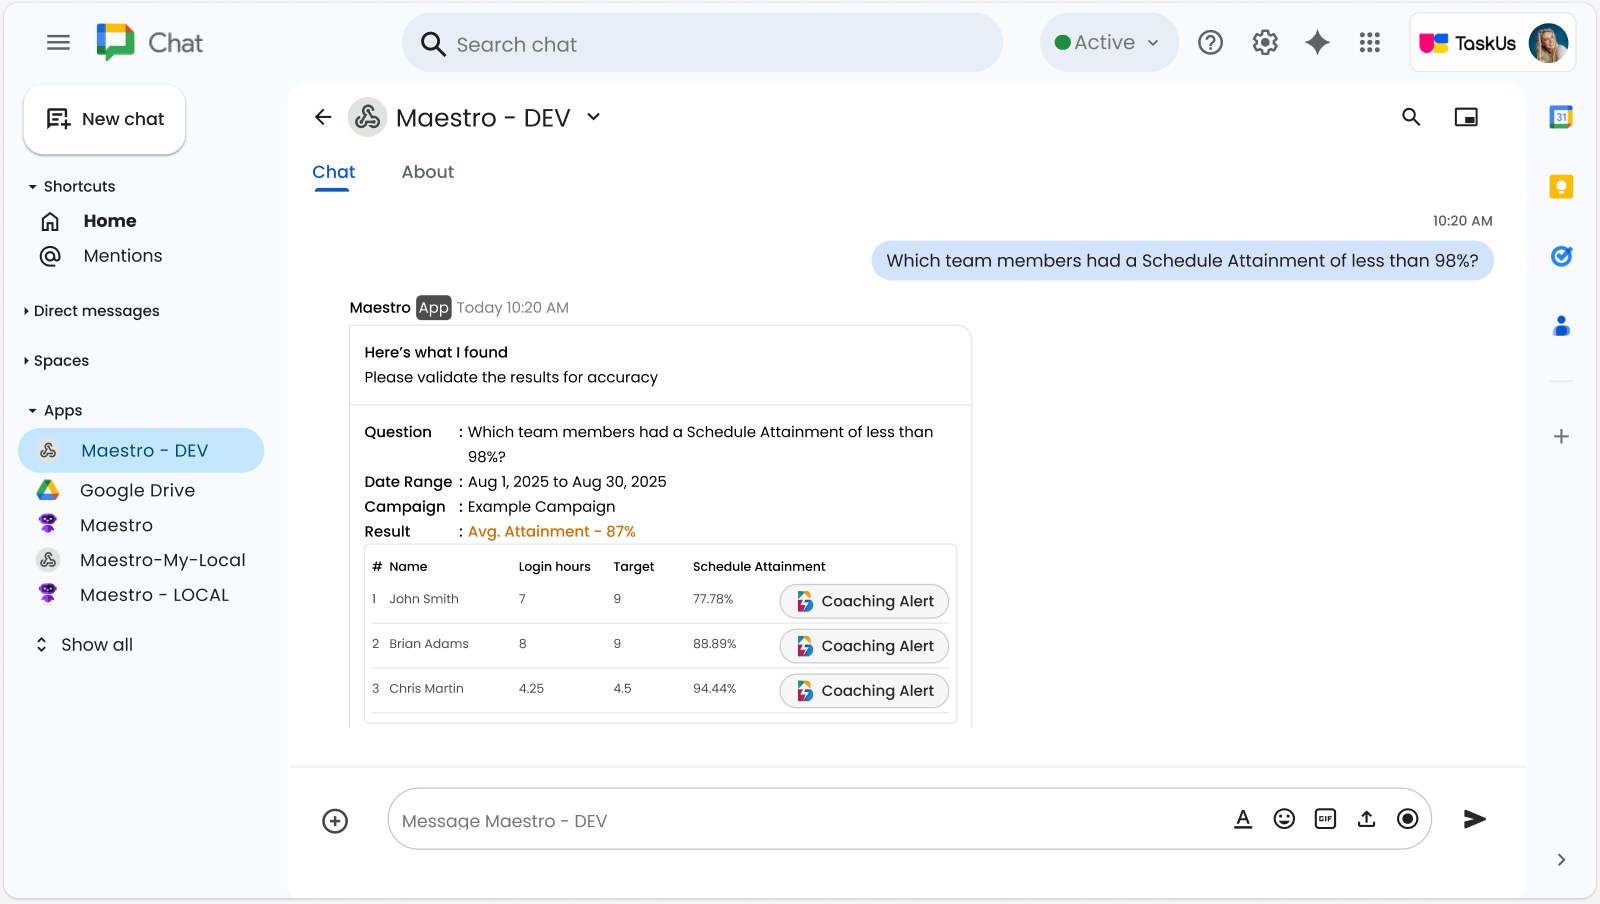 Chat
Search chat
Active
TaskUs
New chat
Shortcuts
Home
Mentions
Direct messages
Spaces
Apps
Maestro - DEV
Google Drive
Maestro
Maestro-My-Local
Maestro - LOCAL
Show all
Maestro - DEV
Chat About
10:20 AM
Which team members had a Schedule Attainment of less than 98%?
Maestro App Today 10:20 AM
Here’s what I found
Please validate the results for accuracy
Question : Which team members had a Schedule Attainment of less than
98%?
Date Range : Aug 1, 2025 to Aug 30, 2025
Campaign : Example Campaign
Result : Avg. Attainment - 87%
# Name Login hours Target Schedule Attainment
1 John Smith 7 9 77.78% Coaching Alert
2 Brian Adams 8 9 88.89% Coaching Alert
3 Chris Martin 4.25 4.5 94.44% Coaching Alert
Message Maestro - DEV
GIF
31